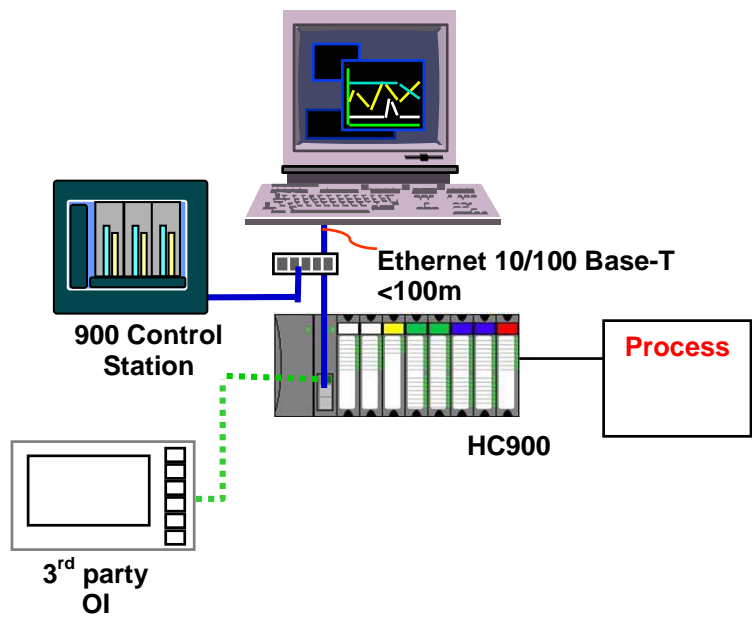 Ethernet 10/100 Base-T
<100m
900 Control
Station
Process
HC900
3rd party
OI